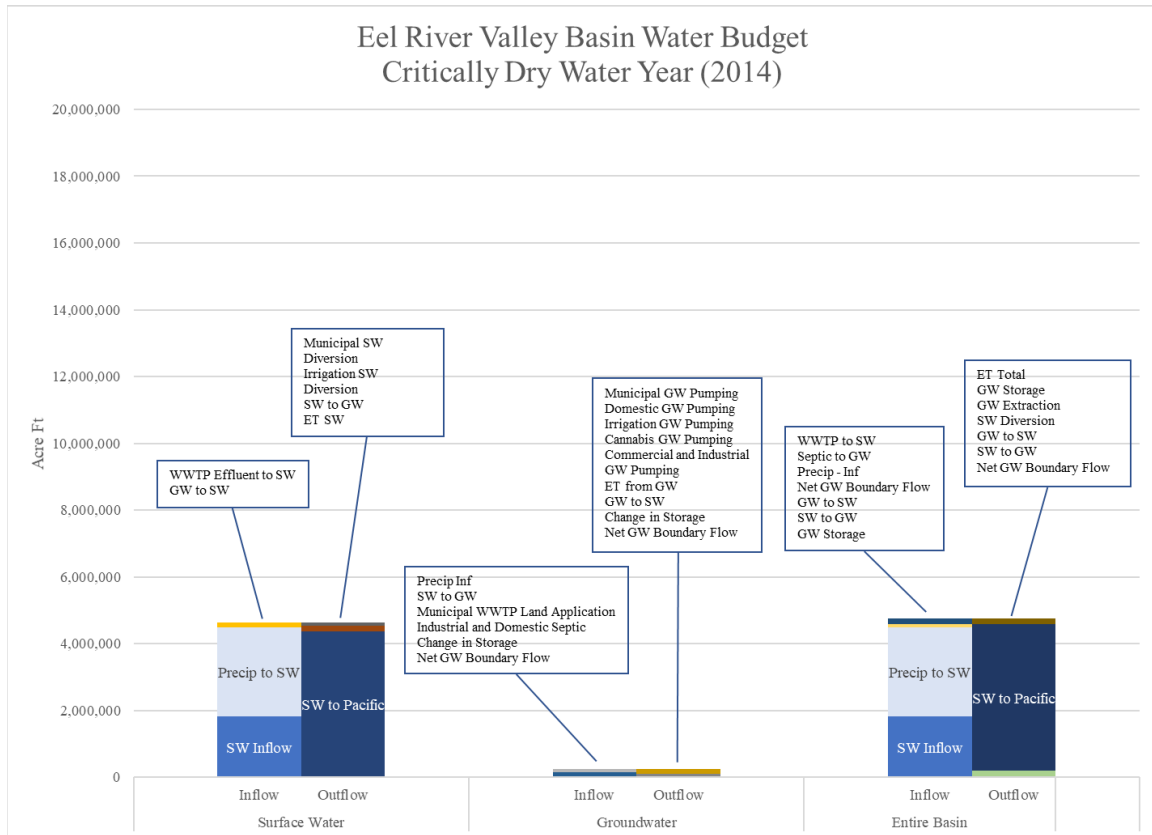 Eel River Valley Basin Water Budget
Critically Dry Water Year (2014)
20,000,000
18,000,000
16,000,000
14,000,000
12,000,000
10,000,000
8,000,000
6,000,000
4,000,000
2,000,000
0
Acre Ft
WWTP Effluent to SW
GW to SW
Municipal SW
Diversion
Irrigation SW
Diversion
SW to GW
ET SW
Precip Inf
SW to GW
Municipal WWTP Land Application
Industrial and Domestic Septic
Change in Storage
Net GW Boundary Flow
Municipal GW Pumping
Domestic GW Pumping
Irrigation GW Pumping
Cannabis GW Pumping
Commercial and Industrial
GW Pumping
ET from GW
GW to SW
Change in Storage
Net GW Boundary Flow
WWTP to SW
Septic to GW
Precip - Inf
Net GW Boundary Flow
GW to SW
SW to GW
GW Storage
ET Total
GW Storage
GW Extraction
SW Diversion
GW to SW
SW to GW
Net GW Boundary Flow
Precip to SW
SW Inflow
SW to Pacific
Precip to SW
SW Inflow
SW to Pacific
Inflow
Outflow
Inflow
Outflow
Inflow
Outflow
Surface Water
Groundwater
Entire Basin